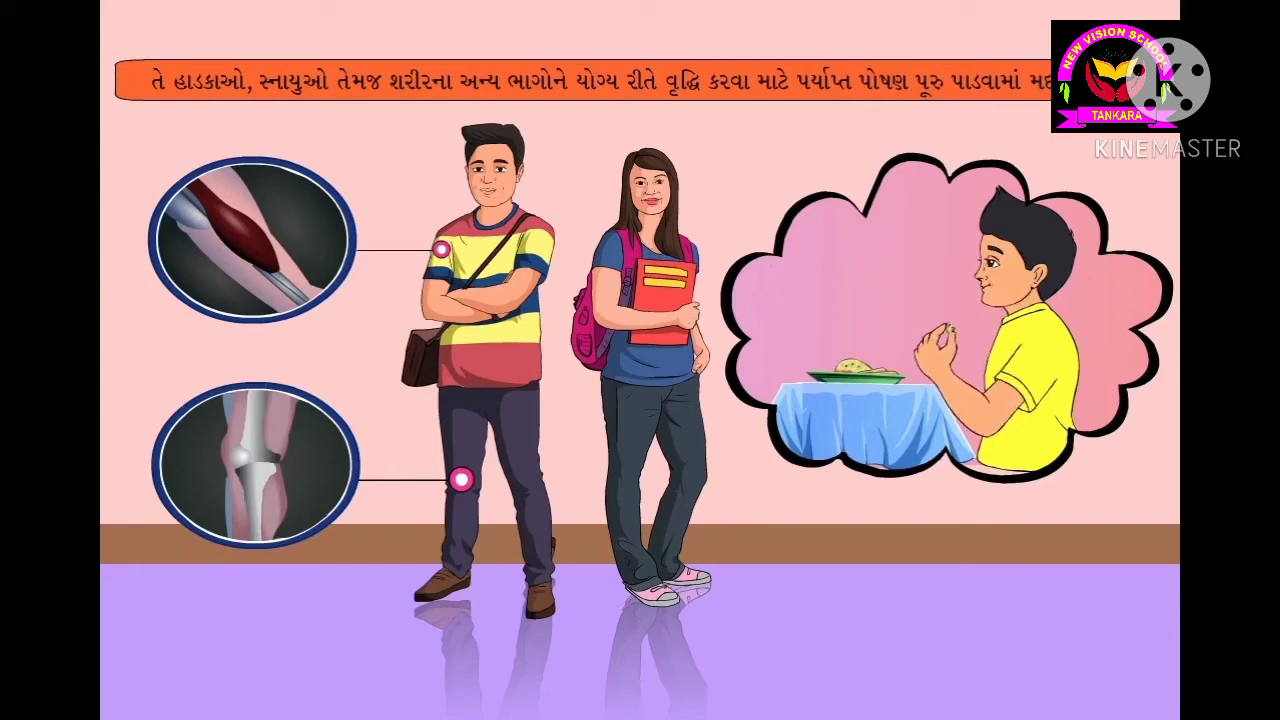 તે હાડકાઓ, સ્નાયુઓ તેમજ શરીરના અન્ય ભાગોને યોગ્ય રીતે વૃદ્ધિ કરવા માટે પર્યાપ્ત પોષણ પૂરુ પાડવામાં
NEW VISION SCHOOL
TANKARA
KINEMASTER